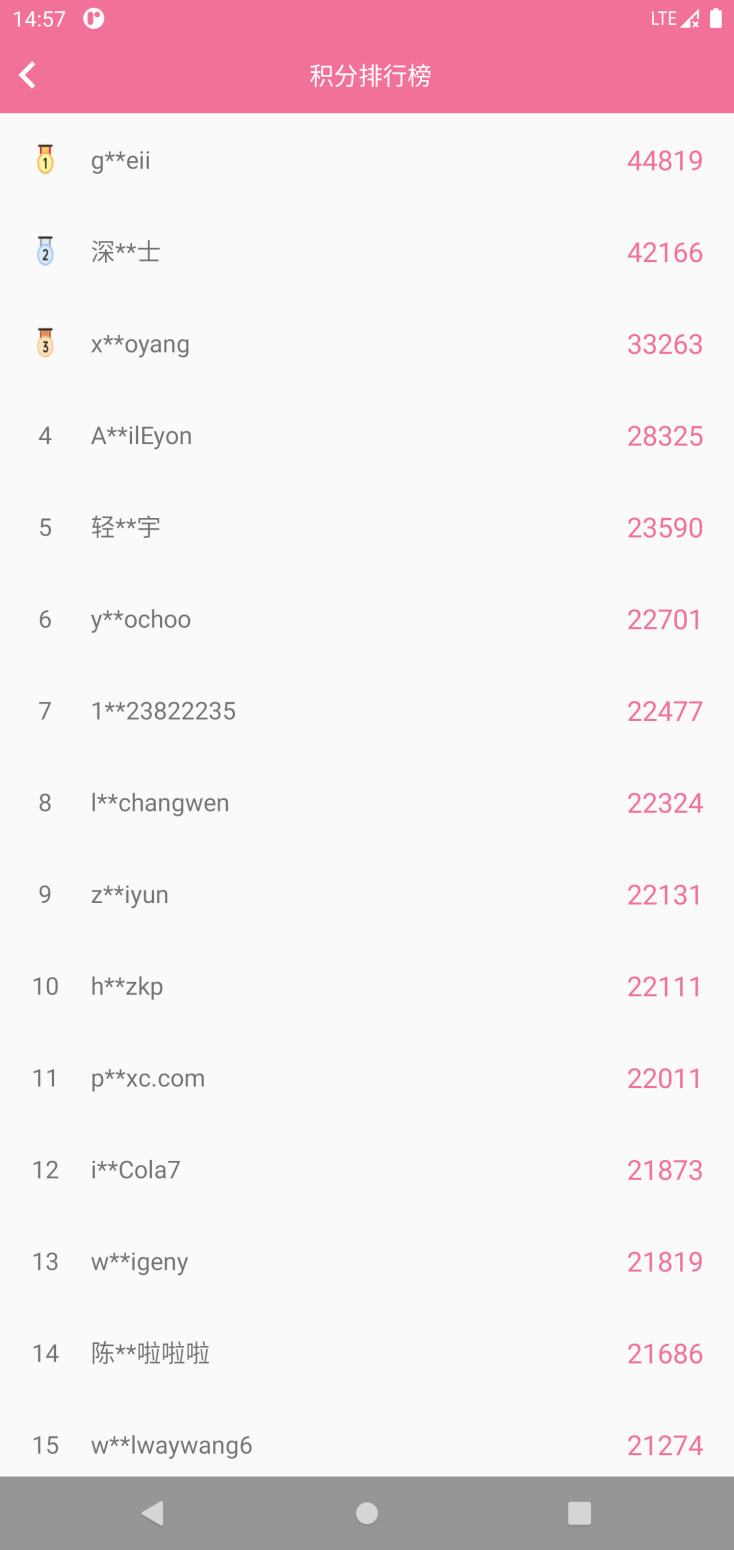 14:57 LTE
积分排行榜
1 g**eii 44819
2 深**士 42166
3 x**oyang 33263
4 A**ilEyon 28325
5 轻**宇 23590
6 y**ochoo 22701
7 1**23822235 22477
8 l**changwen 22324
9 z**iyun 22131
10 h**zkp 22111
11 p**xc.com 22011
12 i**Cola7 21873
13 w**igeny 21819
14 陈**啦啦啦 21686
15 w**lwaywang6 21274